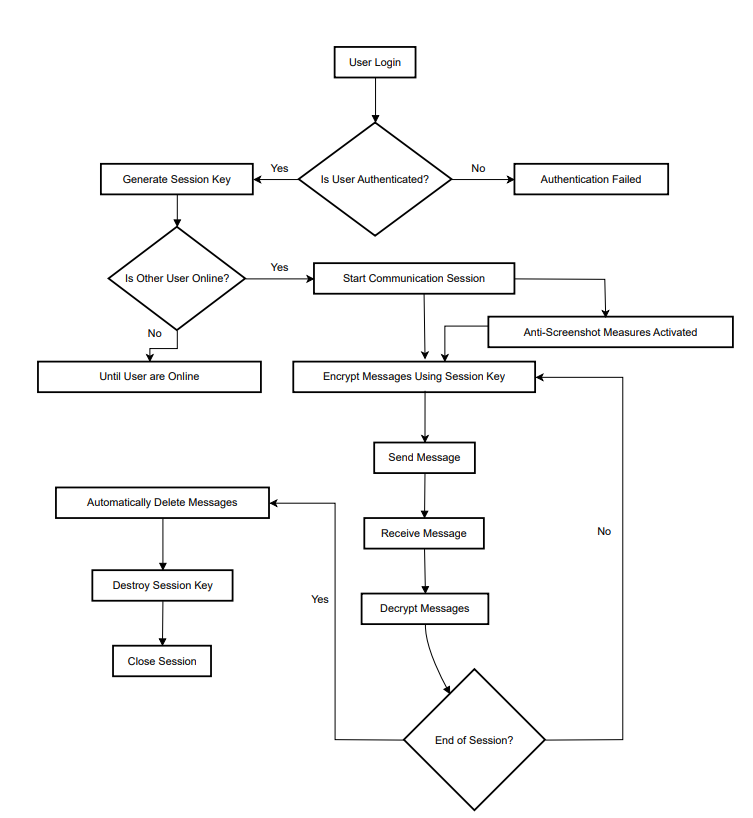 User Login
Is User Authenticated?
Yes
No
Generate Session Key
Authentication Failed
Is Other User Online?
Yes
Start Communication Session
No
Anti-Screenshot Measures Activated
Until User are Online
Encrypt Messages Using Session Key
Send Message
Automatically Delete Messages
Receive Message
No
Destroy Session Key
Yes
Decrypt Messages
Close Session
End of Session?